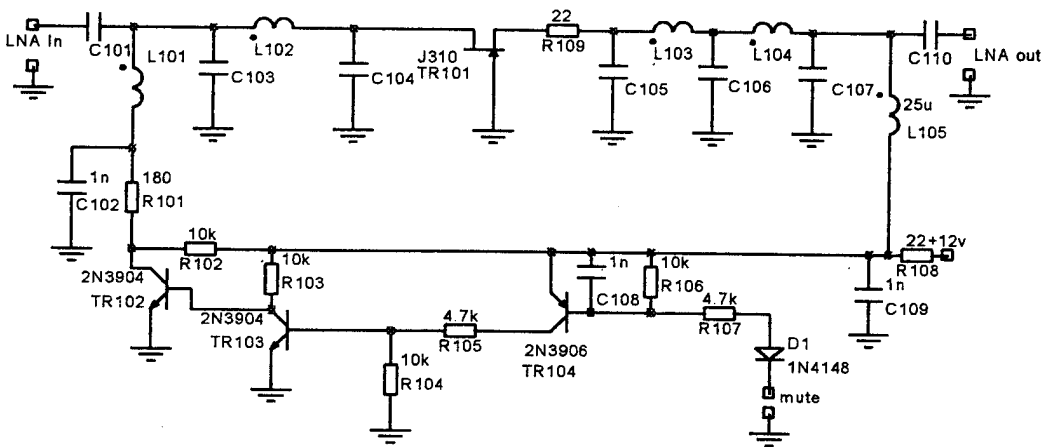 LNA In
C101
L101
L102
C103
C104
J310
TR101
22
R109
L103
L104
C105
C106
C107
C110
LNA out
25u
L105
1n
C102
180
R101
10k
R102
10k
R103
2N3904
TR102
2N3904
TR103
10k
R104
4.7k
R105
2N3906
TR104
1n
C108
10k
R106
4.7k
R107
22+12v
R108
1n
C109
D1
1N4148
mute